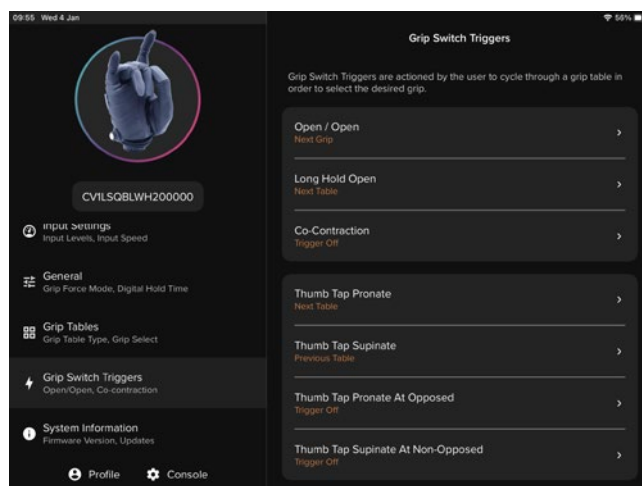 09:55 Wed 4 Jan
56%
CV1LSQBLWH200000
Input Settings
Input Levels, Input Speed
General
Grip Force Mode, Digital Hold Time
Grip Tables
Grip Table Type, Grip Select
Grip Switch Triggers
Open/Open, Co-contraction
System Information
Firmware Version, Updates
Profile
Console
Grip Switch Triggers
Grip Switch Triggers are actioned by the user to cycle through a grip table in
order to select the desired grip.
Open / Open
Next Grip
Long Hold Open
Next Table
Co-Contraction
Trigger Off
Thumb Tap Pronate
Next Table
Thumb Tap Supinate
Previous Table
Thumb Tap Pronate At Opposed
Trigger Off
Thumb Tap Supinate At Non-Opposed
Trigger Off